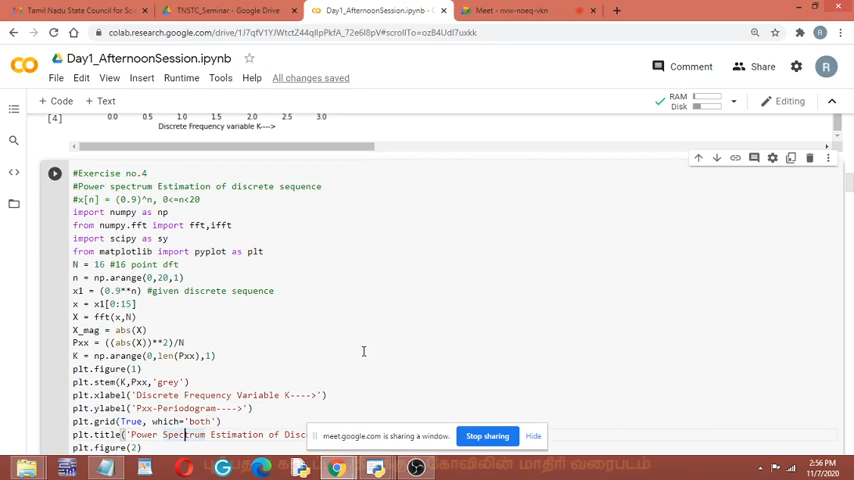 Tamil Nadu State Council for Sci
TNSTC_Seminar - Google Drive
Day1_AfternoonSession.ipynb - C
Meet - nvw-noeq-vkn
colab.research.google.com/drive/1J7qfV1YJWtctZ44qlIpPkfA_72e6I8pV#scrollTo=ozB4UdI7uxkk
CO
Day1_AfternoonSession.ipynb
Comment
Share
R
File Edit View Insert Runtime Tools Help All changes saved
+ Code + Text
RAM
Disk
Editing
[4]
0.0 0.5 1.0 1.5 2.0 2.5 3.0
Discrete Frequency variable K---->
#Exercise no.4
#Power spectrum Estimation of discrete sequence
#x[n] = (0.9)^n, 0<=n<20
import numpy as np
from numpy.fft import fft,ifft
import scipy as sy
from matplotlib import pyplot as plt
N = 16 #16 point dft
n = np.arange(0,20,1)
x1 = (0.9**n) #given discrete sequence
x = x1[0:15]
X = fft(x,N)
X_mag = abs(X)
Pxx = ((abs(X))**2)/N
K = np.arange(0,len(Pxx),1)
plt.figure(1)
plt.stem(K,Pxx,'grey')
plt.xlabel('Discrete Frequency Variable K---->')
plt.ylabel('Pxx-Periodogram---->')
plt.grid(True, which='both')
plt.title('Power Spectrum Estimation of Disc
plt.figure(2)
meet.google.com is sharing a window.
Stop sharing
Hide
கோவிலின் மாதிரி வரைபடம்
2:56 PM
11/7/2020